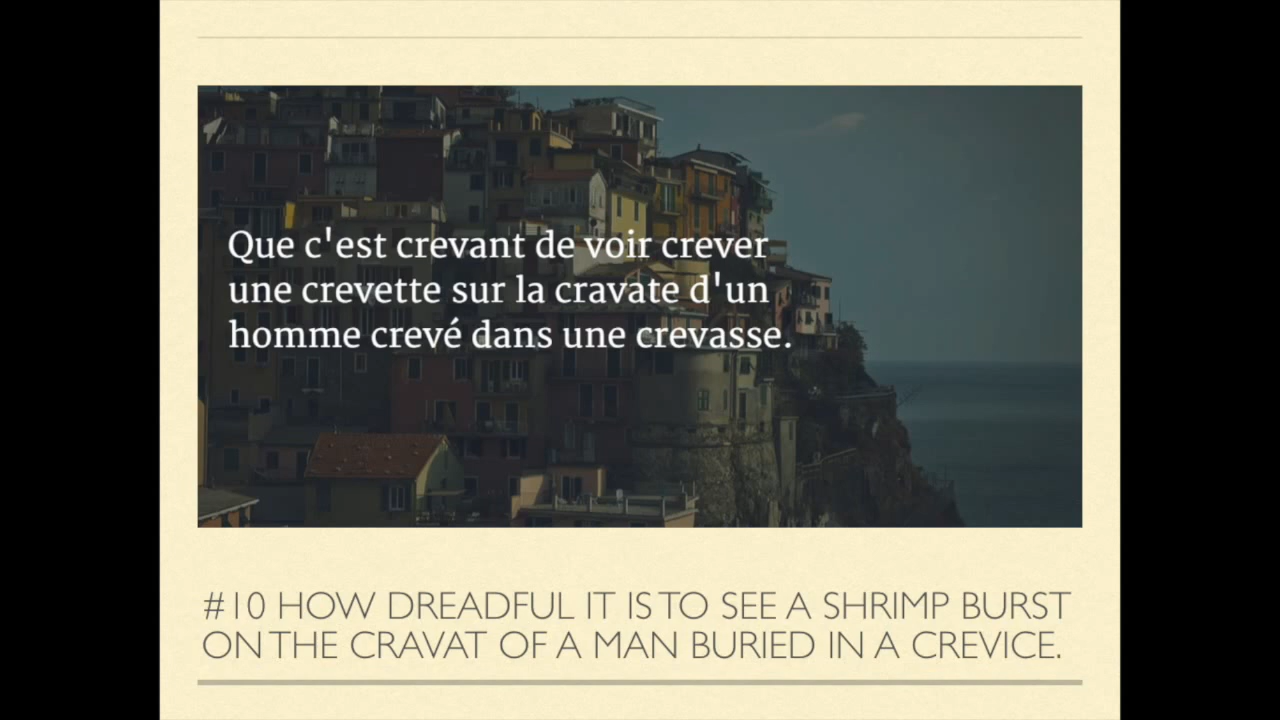 Que c'est crevant de voir crever
une crevette sur la cravate d'un
homme crevé dans une crevasse.
#10 HOW DREADFUL IT IS TO SEE A SHRIMP BURST
ON THE CRAVAT OF A MAN BURIED IN A CREVICE.